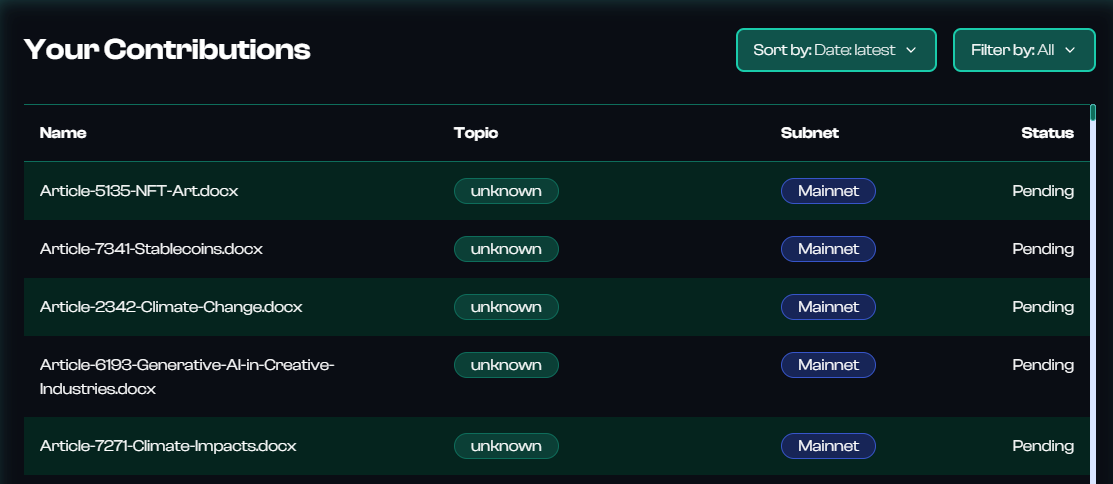 Your Contributions
Sort by: Date: latest
Filter by: All
Name Topic Subnet Status
Article-5135-NFT-Art.docx unknown Mainnet Pending
Article-7341-Stablecoins.docx unknown Mainnet Pending
Article-2342-Climate-Change.docx unknown Mainnet Pending
Article-6193-Generative-AI-in-Creative- unknown Mainnet Pending
Industries.docx
Article-7271-Climate-Impacts.docx unknown Mainnet Pending